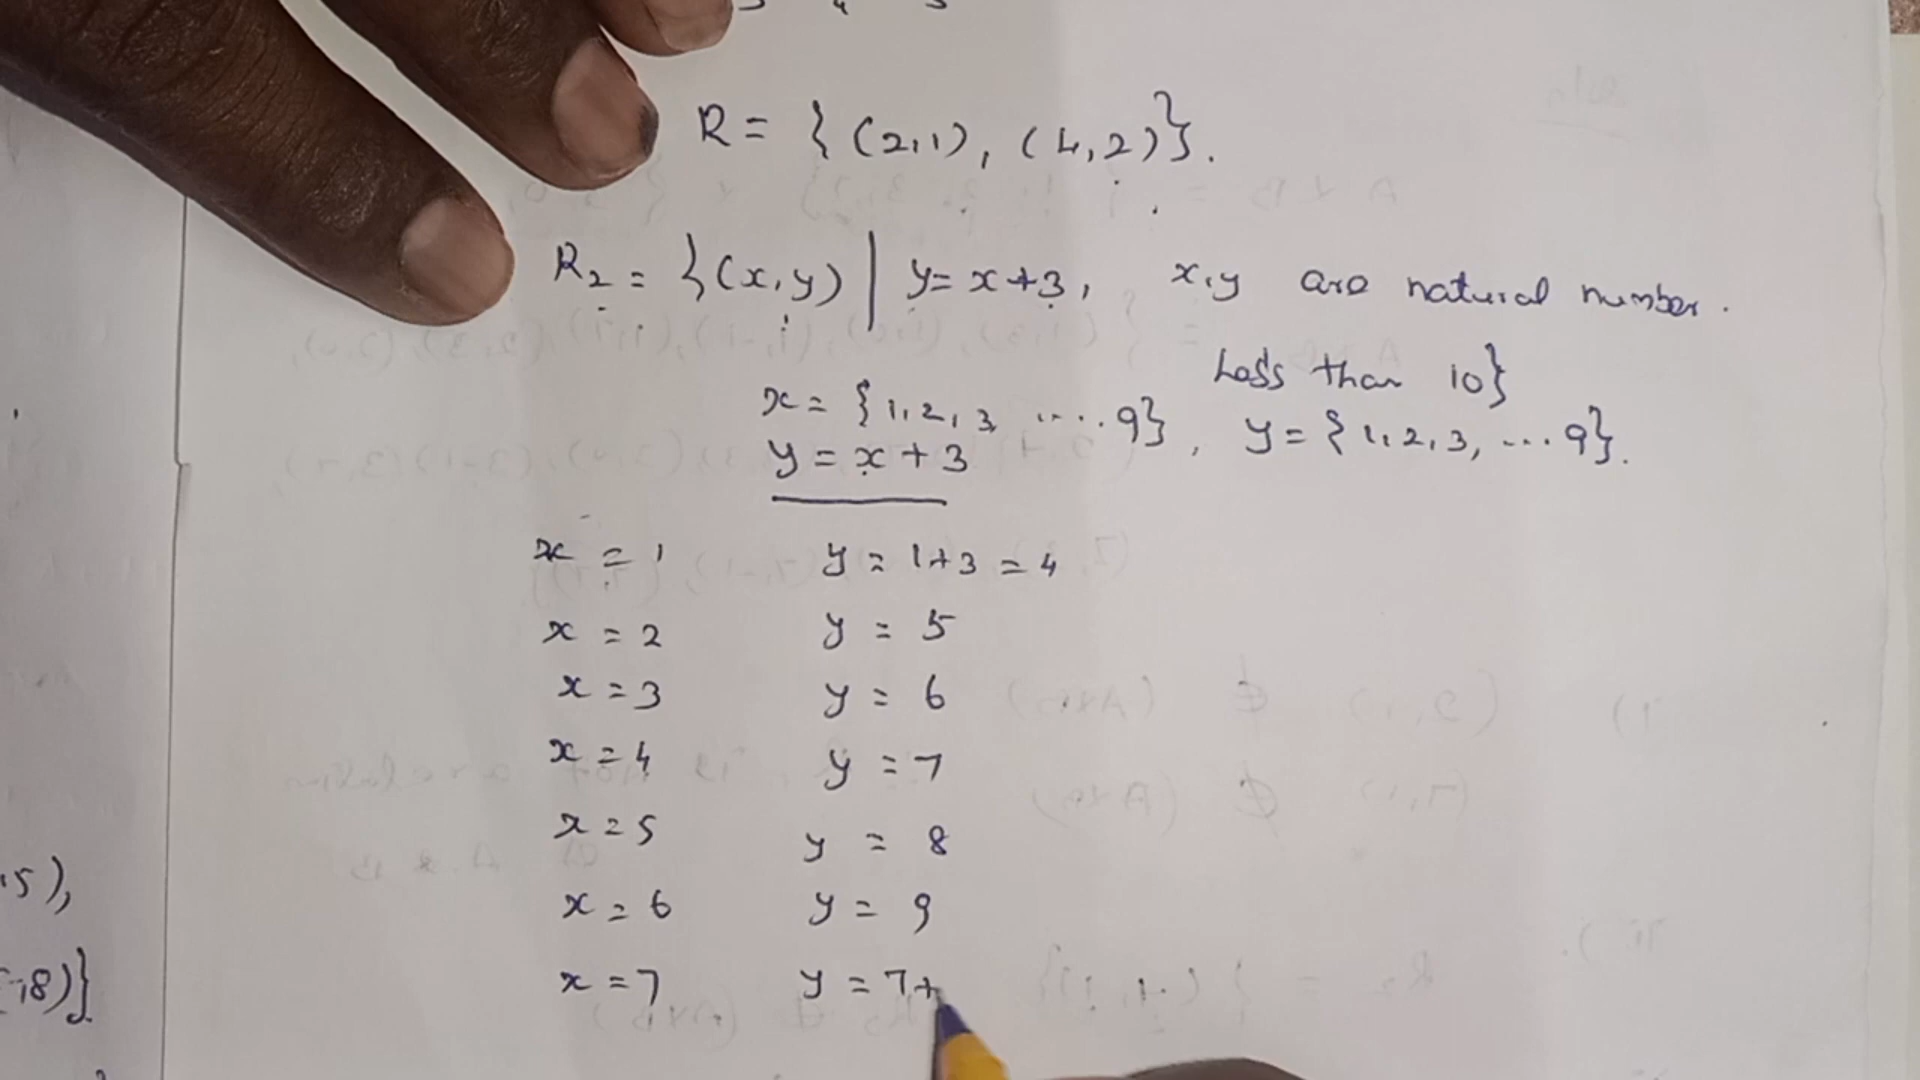 R = { (2,1), (4,2) }.
R2 = { (x,y) | y = x+3, x,y are natural number.
Less than 10}
x = { 1,2,3 .... 9}, y = { 1,2,3, ... 9}.
y = x + 3
x = 1 y = 1+3 = 4
x = 2 y = 5
x = 3 y = 6
x = 4 y = 7
x = 5 y = 8
x = 6 y = 9
x = 7 y = 7+
,5),
,8)}